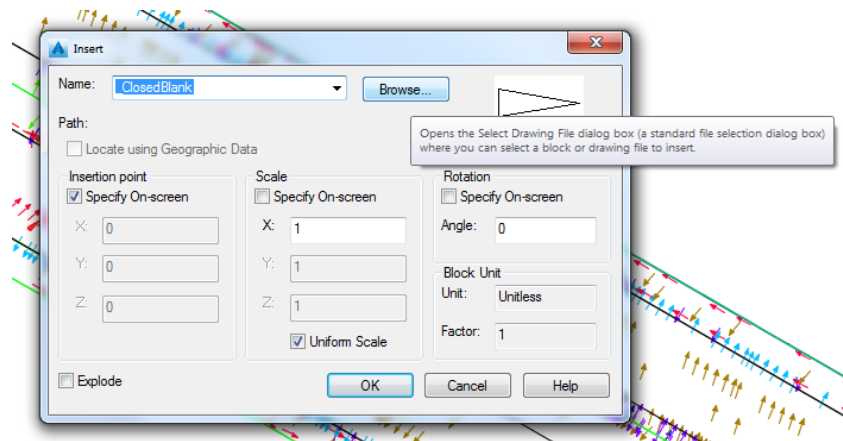 Insert
Name: _ClosedBlank Browse...
Path:
Opens the Select Drawing File dialog box (a standard file selection dialog box)
where you can select a block or drawing file to insert.
Locate using Geographic Data
Insertion point Scale Rotation
Specify On-screen Specify On-screen Specify On-screen
X: 0 X: 1 Angle: 0
Y: 0 Y: 1
Block Unit
Z: 0 Z: 1 Unit: Unitless
Uniform Scale Factor: 1
Explode OK Cancel Help